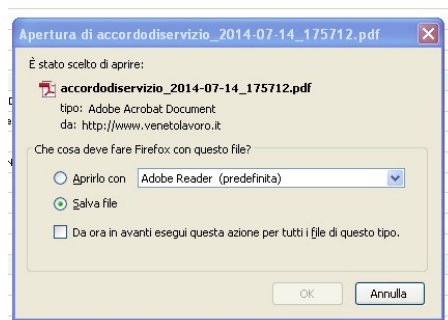 Apertura di accordodiservizio_2014-07-14_175712.pdf
È stato scelto di aprire:
accordodiservizio_2014-07-14_175712.pdf
tipo: Adobe Acrobat Document
da: http://www.venetolavoro.it
Che cosa deve fare Firefox con questo file?
Aprirlo con Adobe Reader (predefinita)
Salva file
Da ora in avanti esegui questa azione per tutti i file di questo tipo.
OK Annulla